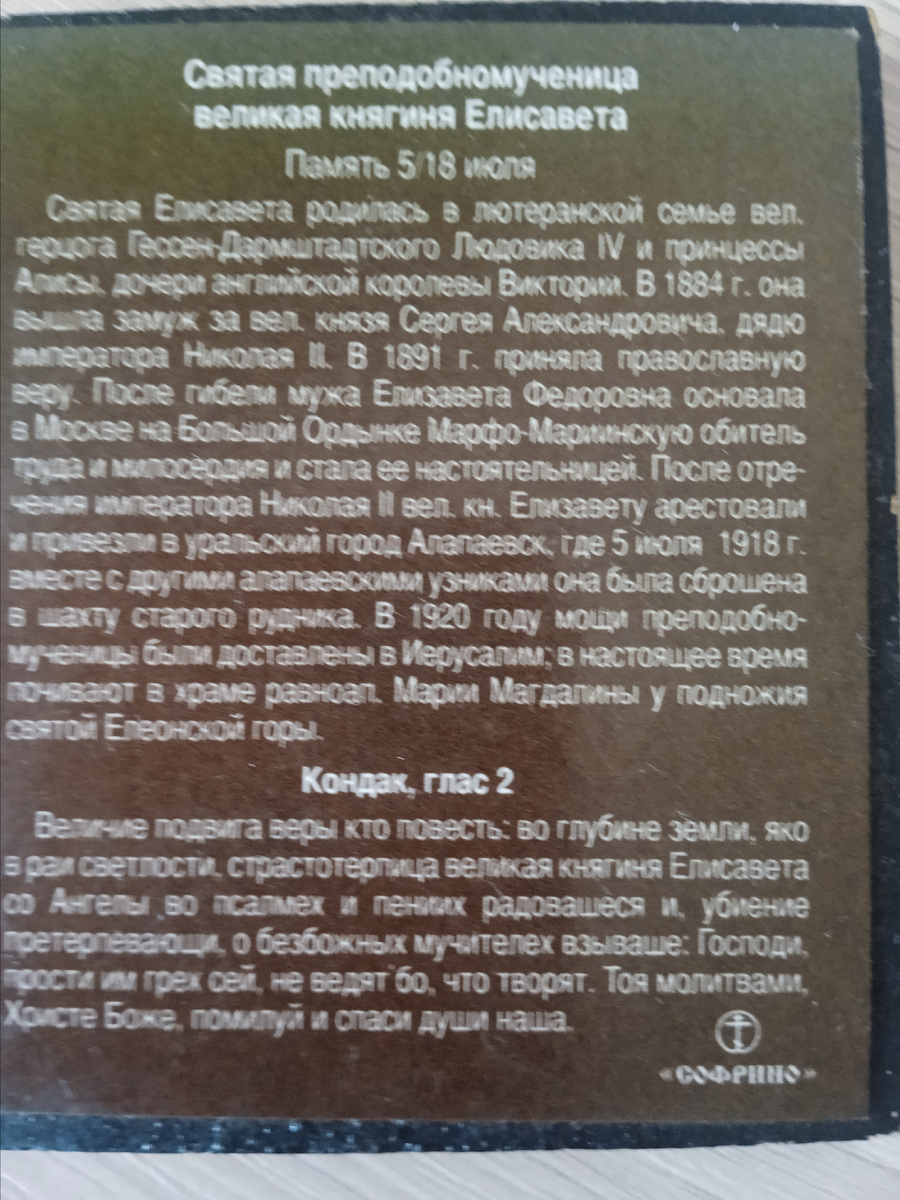 Святая преподобномученица
великая княгиня Елисавета
Память 5/18 июля
Святая Елисавета родилась в лютеранской семье вел.
герцога Гессен-Дармштадтского Людовика IV и принцессы
Алисы, дочери английской королевы Виктории. В 1884 г. она
вышла замуж за вел. князя Сергея Александровича, дядю
императора Николая II. В 1891 г. приняла православную
веру. После гибели мужа Елизавета Федоровна основала
в Москве на Большой Ордынке Марфо-Мариинскую обитель
труда и милосердия и стала ее настоятельницей. После отре-
чения императора Николая II вел. кн. Елизавету арестовали
и привезли в уральский город Алапаевск, где 5 июля 1918 г.
вместе с другими алапаевскими узниками она была сброшена
в шахту старого рудника. В 1920 году мощи преподобно-
мученицы были доставлены в Иерусалим; в настоящее время
почивают в храме равноап. Марии Магдалины у подножия
святой Елеонской горы.
Кондак, глас 2
Величие подвига веры кто повесть: во глубине земли, яко
в раи светлости, страстотерпица великая княгиня Елисавета
со Ангелы во псалмех и пениих радовашеся и, убиение
претерпевающи, о безбожных мучителех взываше: Господи,
прости им грех сей, не ведят бо, что творят. Тоя молитвами,
Христе Боже, помилуй и спаси души наша.
«СОФРИНО»